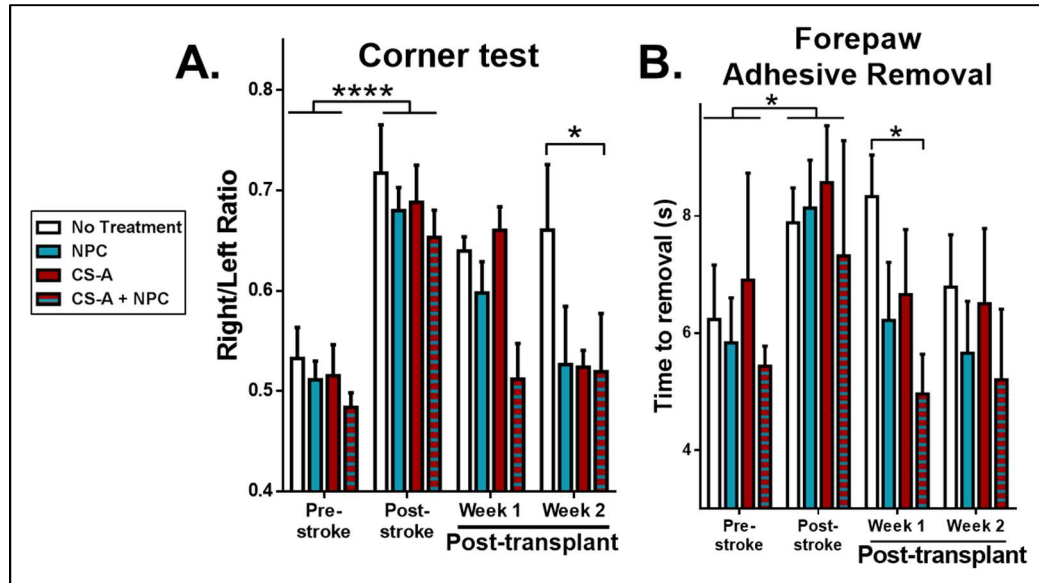 A.
Corner test
****
*
Right/Left Ratio
0.8
0.7
0.6
0.5
0.4
Pre-
stroke
Post-
stroke
Week 1
Week 2
Post-transplant
No Treatment
NPC
CS-A
CS-A + NPC
B.
Forepaw
Adhesive Removal
*
*
Time to removal (s)
8
6
4
Pre-
stroke
Post-
stroke
Week 1
Week 2
Post-transplant